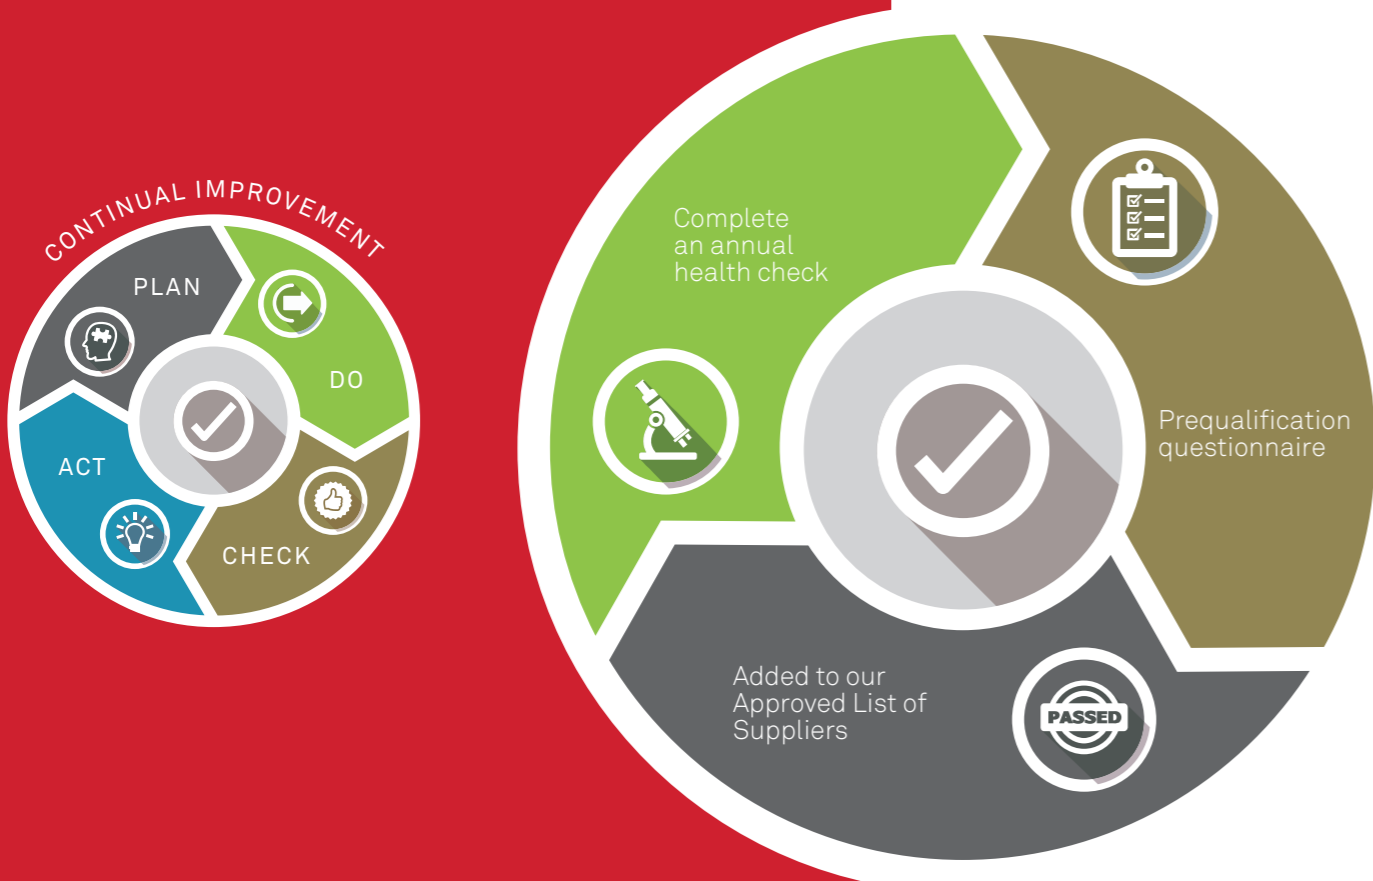 CONTINUAL IMPROVEMENT
PLAN
DO
ACT
CHECK
Complete
an annual
health check
Prequalification
questionnaire
Added to our
Approved List of
Suppliers
PASSED